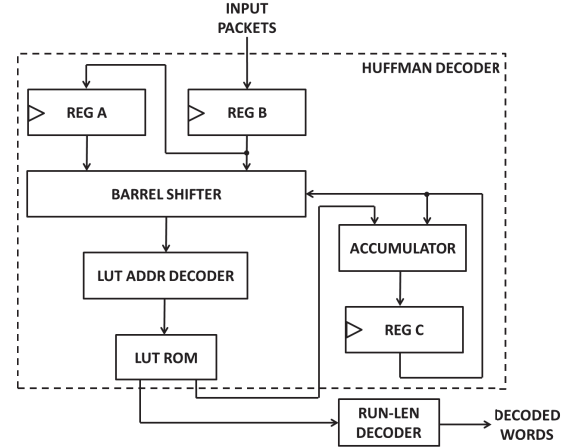 INPUT
PACKETS
HUFFMAN DECODER
REG A
REG B
BARREL SHIFTER
LUT ADDR DECODER
ACCUMULATOR
REG C
LUT ROM
RUN-LEN
DECODER
DECODED
WORDS